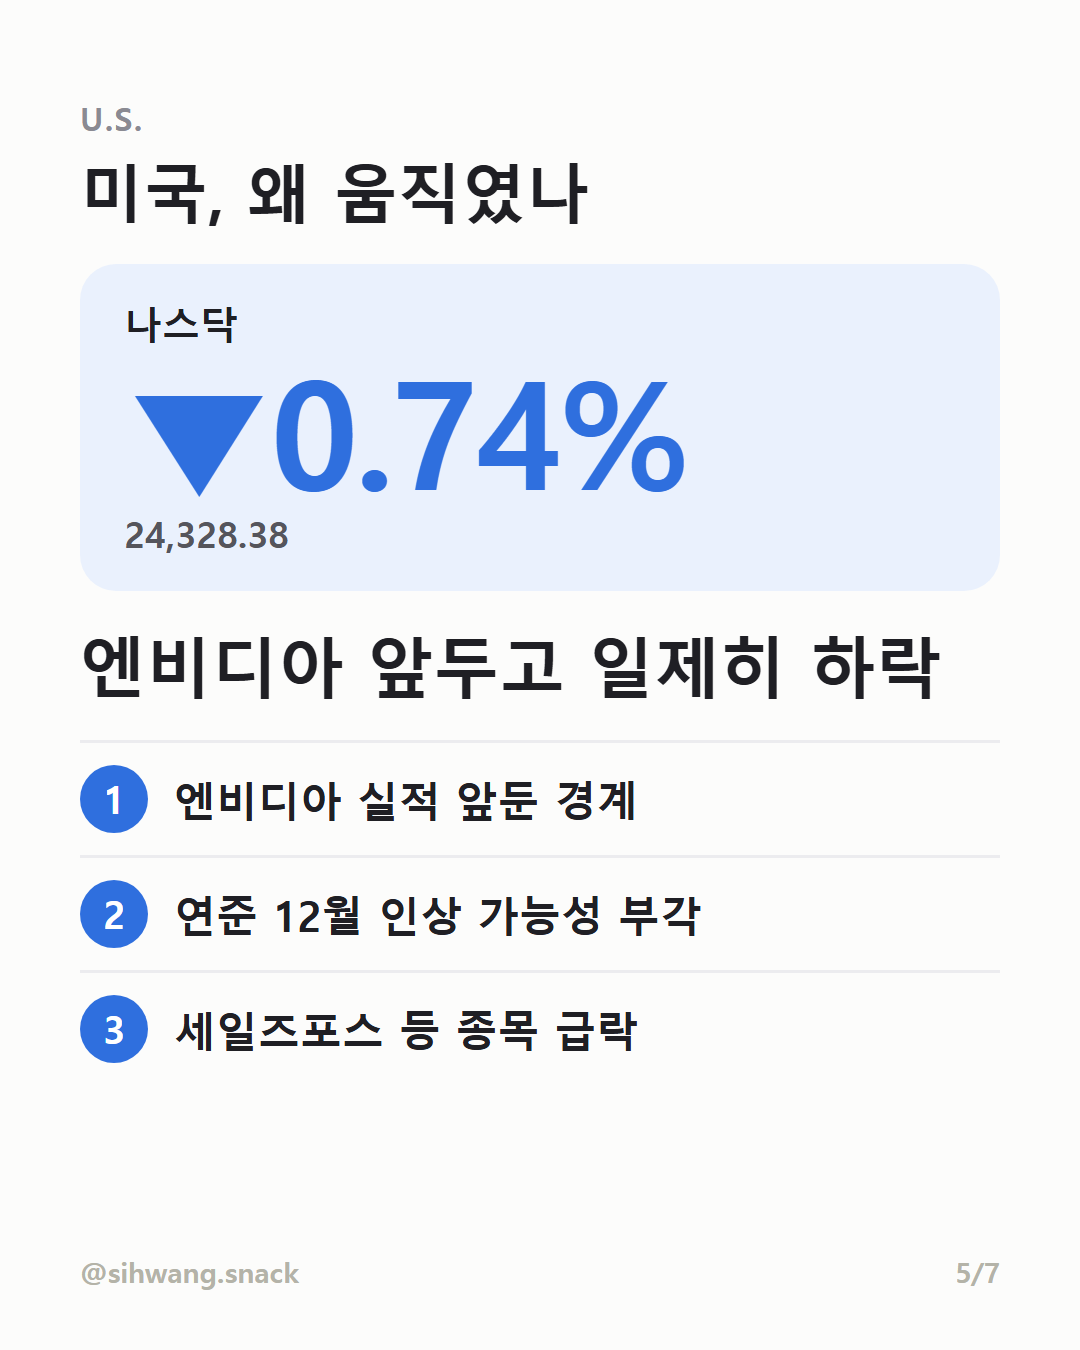 U.S.
미국, 왜 움직였나
나스닥
▼0.74%
24,328.38
엔비디아 앞두고 일제히 하락
1 엔비디아 실적 앞둔 경계
2 연준 12월 인상 가능성 부각
3 세일즈포스 등 종목 급락
@sihwang.snack 5/7